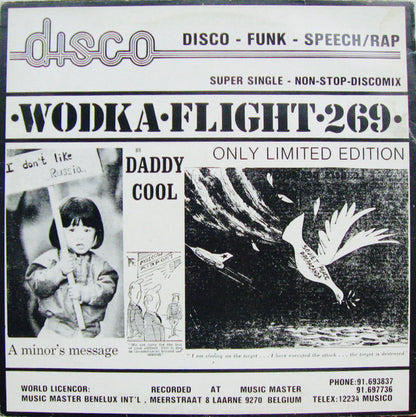 disco
DISCO - FUNK - SPEECH/RAP
SUPER SINGLE - NON-STOP-DISCOMIX
·WODKA·FLIGHT·269·
BY
DADDY
COOL
ONLY LIMITED EDITION
I don't like
Russia.
A minor's message
"I am closing on the target . . . I have executed the attack . . . the target is destroyed
WORLD LICENCOR: RECORDED AT MUSIC MASTER
MUSIC MASTER BENELUX INT'L , MEERSTRAAT 8 LAARNE 9270 BELGIUM
PHONE:91.693837
91.697736
TELEX:12234 MUSICO